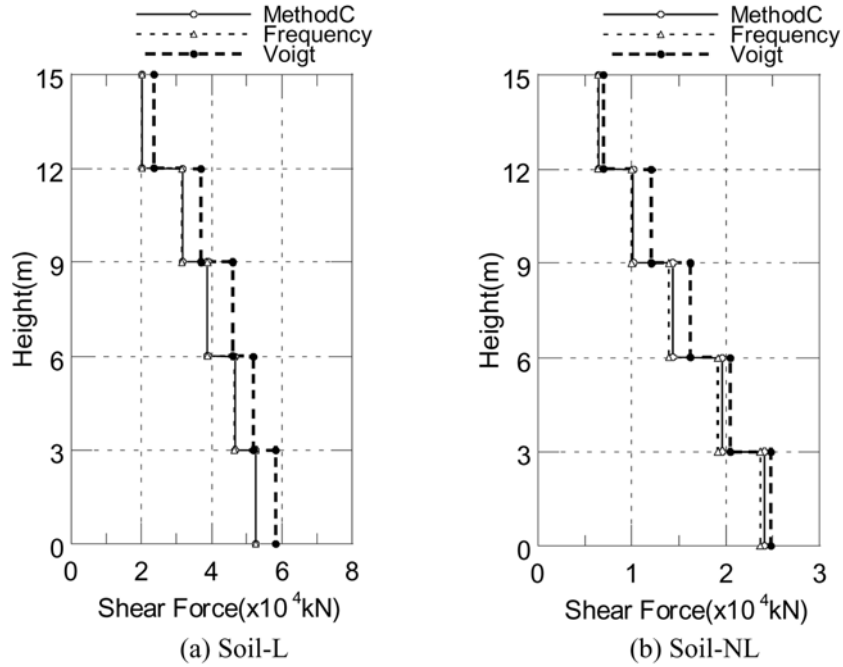 MethodC
Frequency
Voigt
15
12
9
6
3
0
Height(m)
0 2 4 6 8
Shear Force(x10⁴kN)
(a) Soil-L
MethodC
Frequency
Voigt
15
12
9
6
3
0
Height(m)
0 1 2 3
Shear Force(x10⁴kN)
(b) Soil-NL